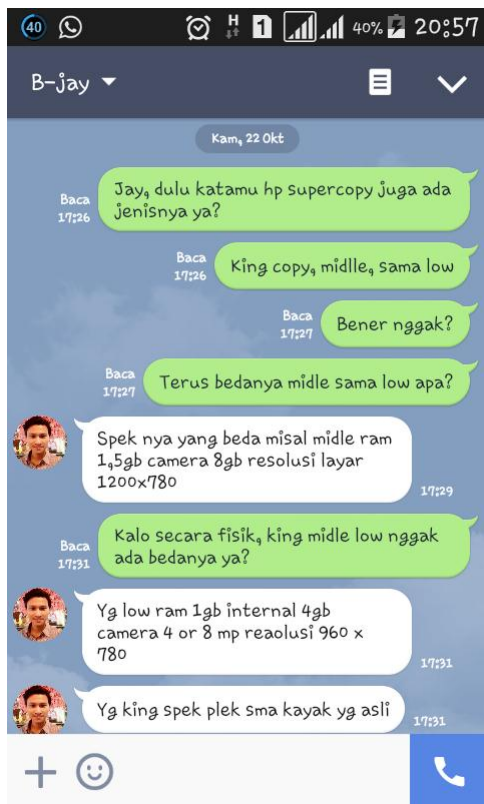 40
H
1
40%
20:57
B-jay
Kam, 22 Okt
Jay, dulu katamu hp supercopy juga ada
jenisnya ya?
Baca
17:26
King copy, midlle, sama low
Baca
17:26
Bener nggak?
Baca
17:27
Terus bedanya midle sama low apa?
Baca
17:27
Spek nya yang beda misal midle ram
1,5gb camera 8gb resolusi layar
1200x780
17:29
Kalo secara fisik, king midle low nggak
ada bedanya ya?
Baca
17:31
Yg low ram 1gb internal 4gb
camera 4 or 8 mp reaolusi 960 x
780
17:31
Yg king spek plek sma kayak yg asli
17:31